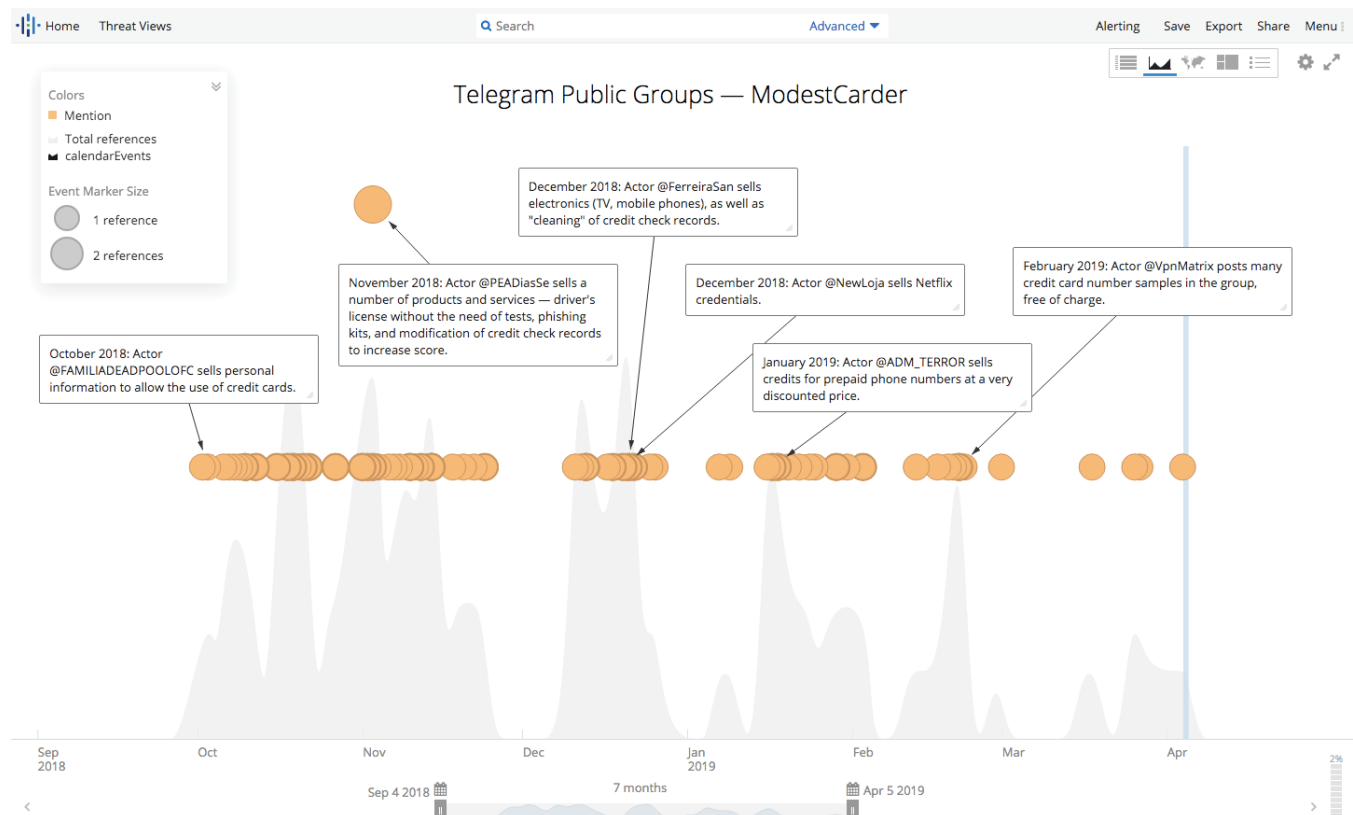 Home Threat Views Search Advanced Alerting Save Export Share Menu
Colors
Mention
Total references
calendarEvents
Event Marker Size
1 reference
2 references
Telegram Public Groups — ModestCarder
December 2018: Actor @FerreiraSan sells
electronics (TV, mobile phones), as well as
"cleaning" of credit check records.
November 2018: Actor @PEADiasSe sells a
number of products and services — driver's
license without the need of tests, phishing
kits, and modification of credit check records
to increase score.
December 2018: Actor @NewLoja sells Netflix
credentials.
February 2019: Actor @VpnMatrix posts many
credit card number samples in the group,
free of charge.
October 2018: Actor
@FAMILIADEADPOOLOFC sells personal
information to allow the use of credit cards.
January 2019: Actor @ADM_TERROR sells
credits for prepaid phone numbers at a very
discounted price.
Sep Oct Nov Dec Jan Feb Mar Apr
2018 2019
2%
Sep 4 2018 7 months Apr 5 2019